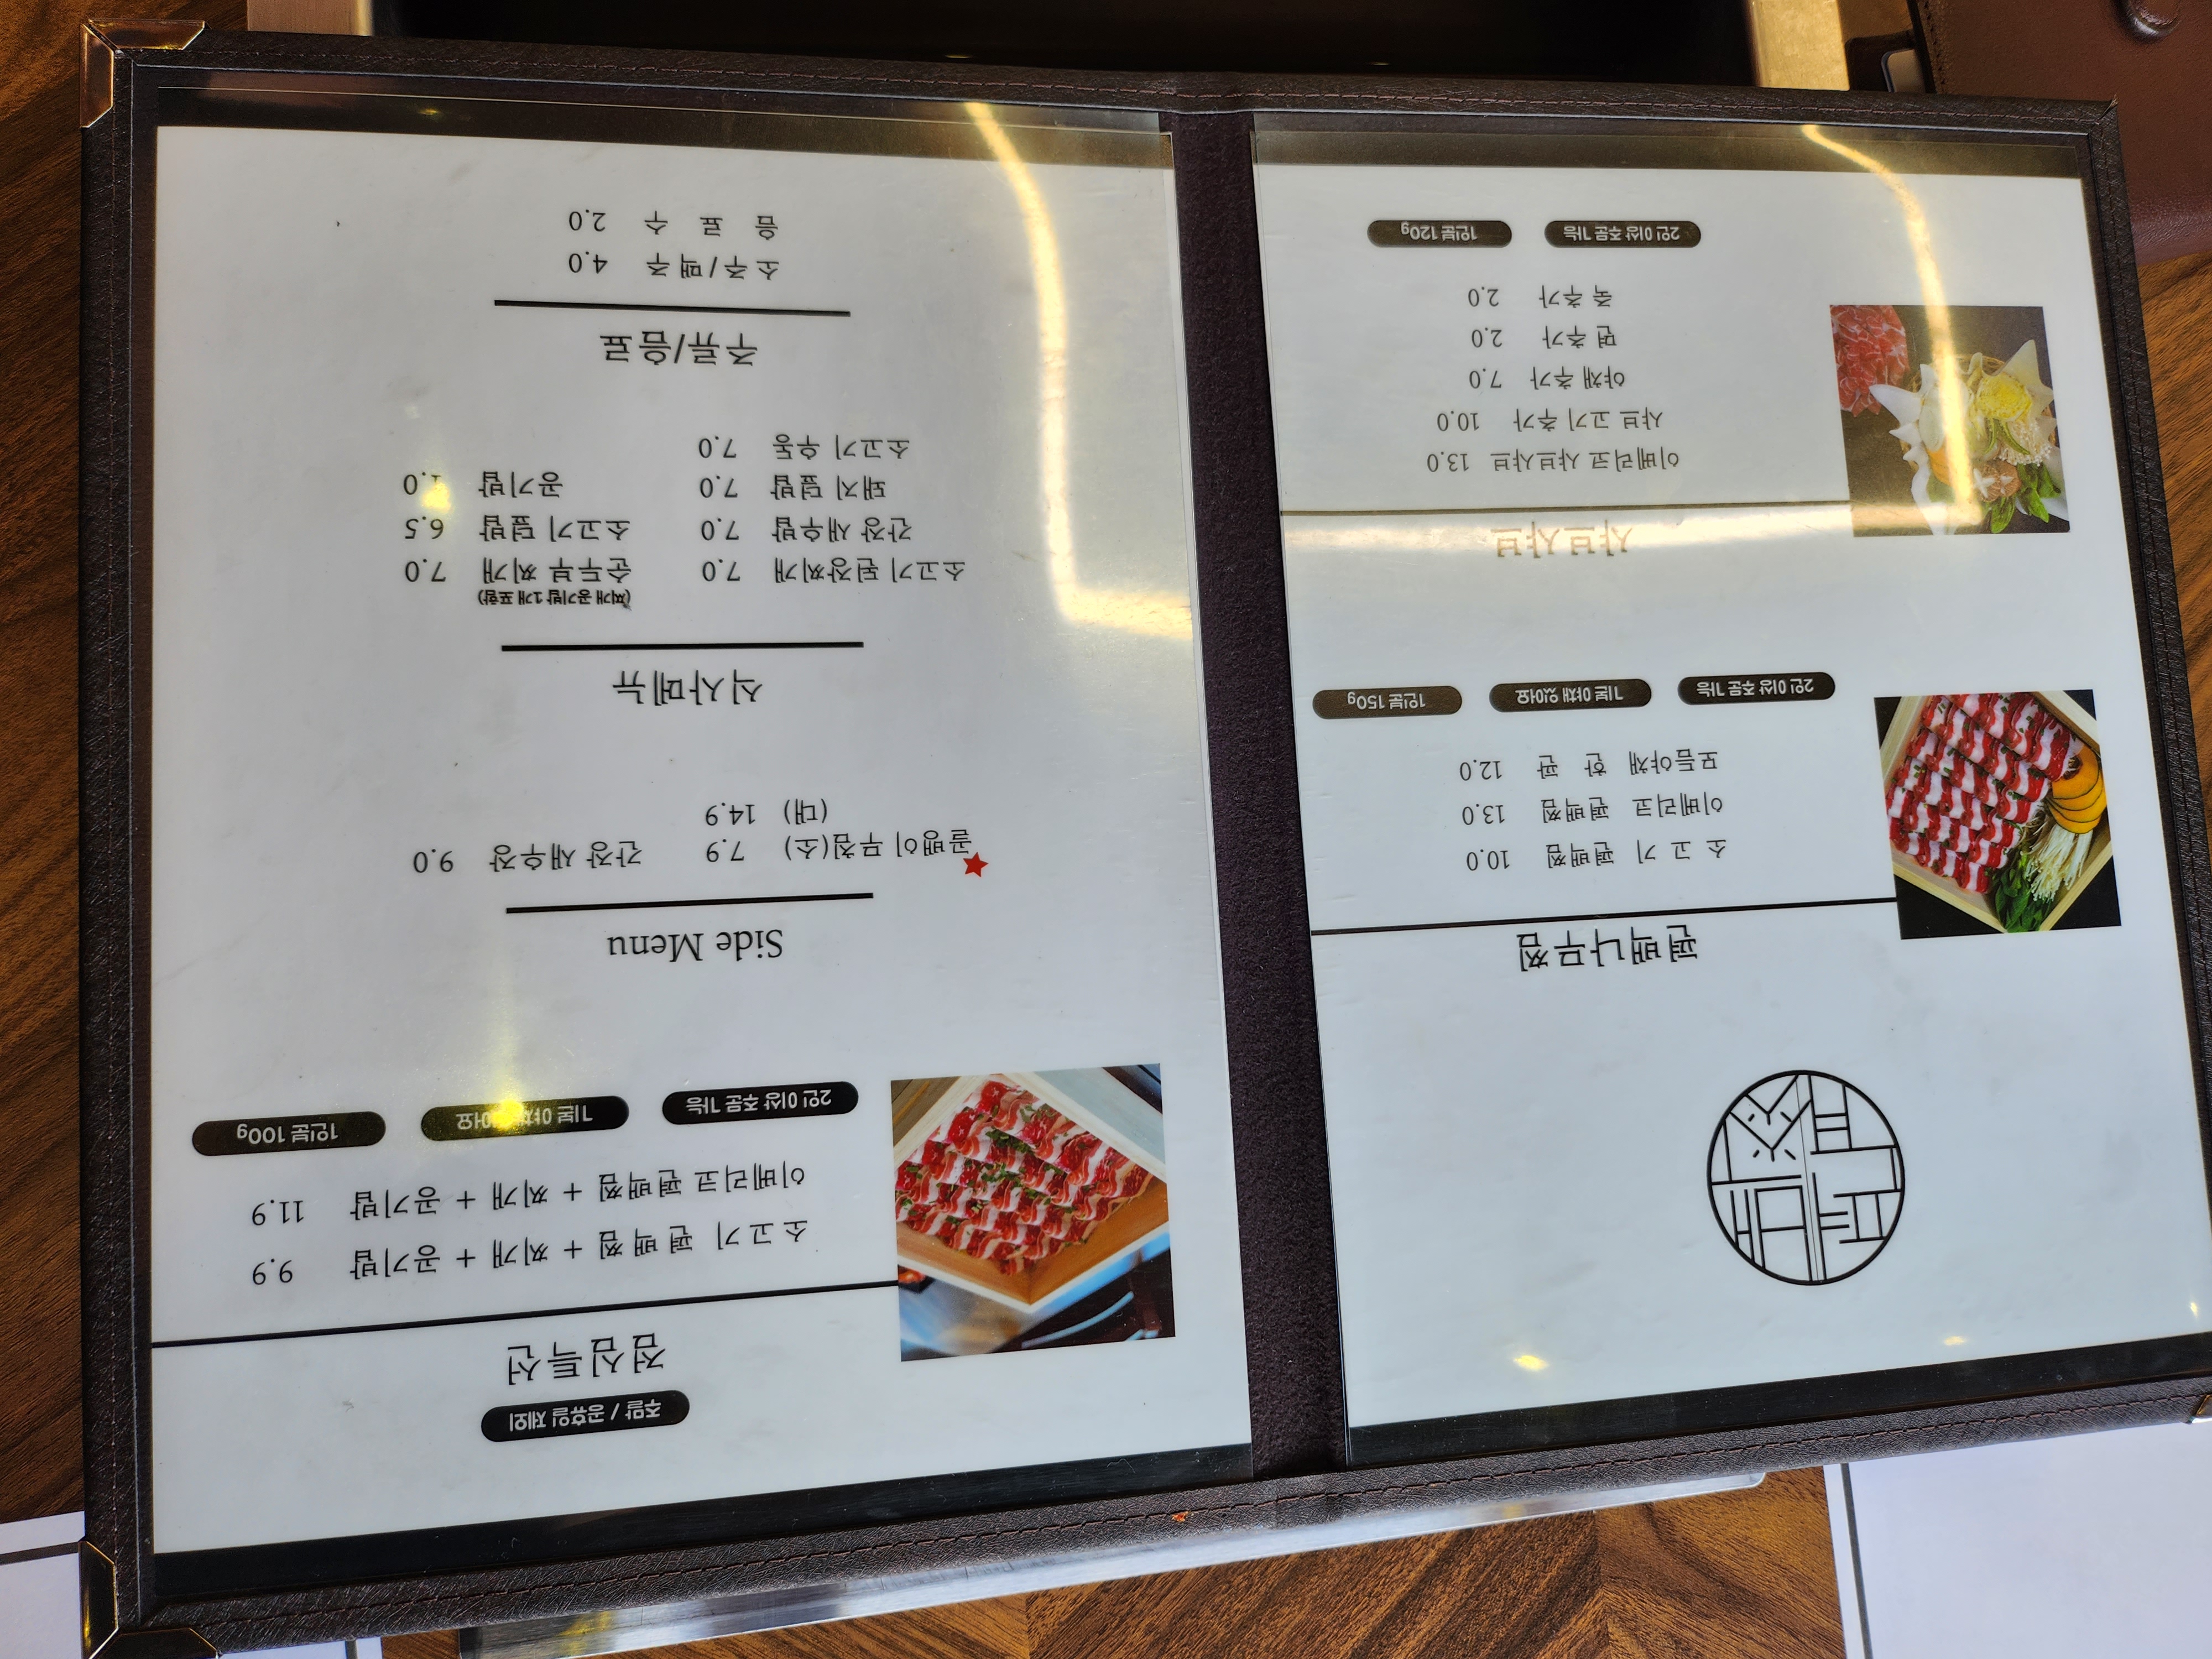 편백나무찜
소 고 기 편백찜 10.0
이베리코 편백찜 13.0
모듬야채 한 판 12.0
2인 이상 주문 가능 기본 야채 있어요 1인분 150g
샤브샤브
이베리코 샤브샤브 13.0
샤브 고기 추가 10.0
야채 추가 7.0
면 추가 2.0
죽 추가 2.0
2인 이상 주문 가능 1인분 120g
주말 / 공휴일 제외
점심특선
소고기 편백찜 + 찌개 + 공기밥 9.9
이베리코 편백찜 + 찌개 + 공기밥 11.9
2인 이상 주문 가능 기본 야채 있어요 1인분 100g
Side Menu
골뱅이 무침(소) 7.9 간장 새우장 9.0
(대) 14.9
식사메뉴
(찌개 공기밥 1개 포함)
소고기 된장찌개 7.0 순두부 찌개 7.0
간장 새우밥 7.0 소고기 덮밥 6.5
돼지 덮밥 7.0 공기밥 1.0
소고기 우동 7.0
주류/음료
소주/맥주 4.0
음 료 수 2.0